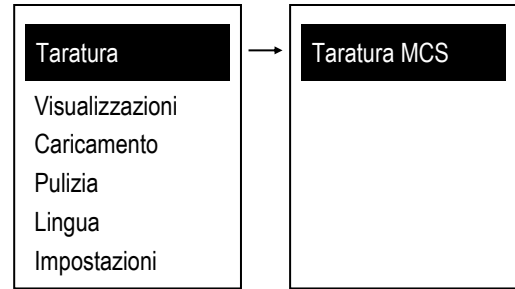 Taratura
Visualizzazioni
Caricamento
Pulizia
Lingua
Impostazioni
Taratura MCS